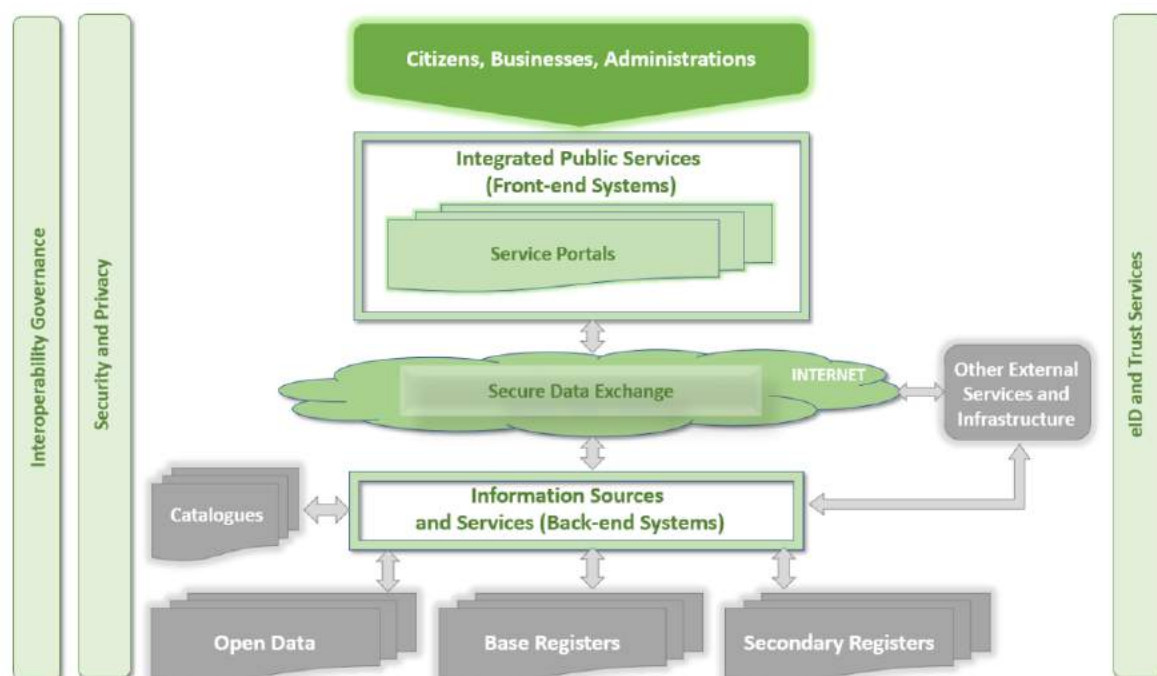 Interoperability Governance
Security and Privacy
Citizens, Businesses, Administrations
Integrated Public Services
(Front-end Systems)
Service Portals
INTERNET
Secure Data Exchange
Other External
Services and
Infrastructure
Information Sources
and Services (Back-end Systems)
Catalogues
Open Data
Base Registers
Secondary Registers
eID and Trust Services